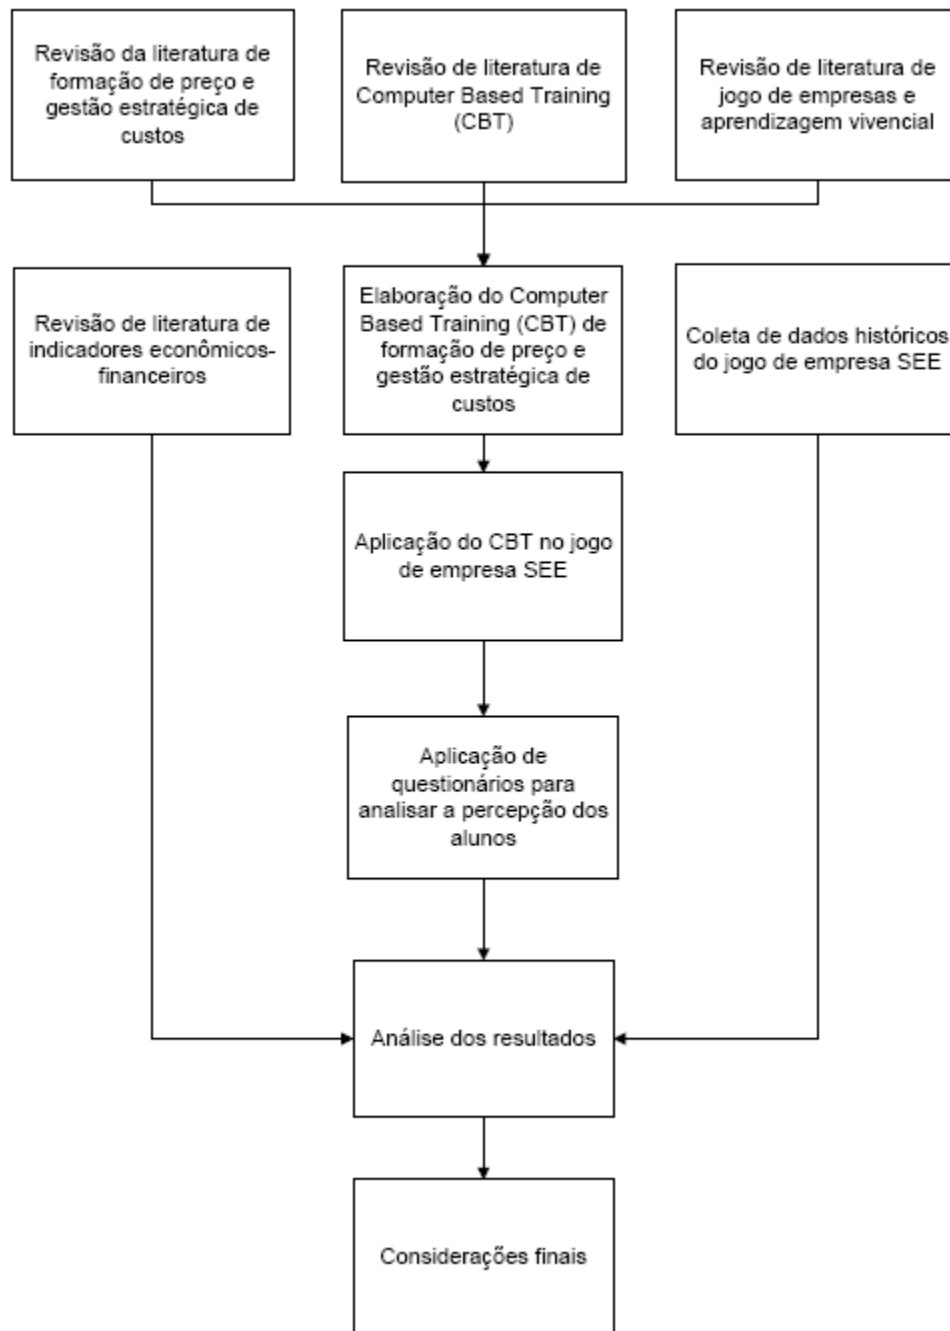 Revisão da literatura de
formação de preço e
gestão estratégica de
custos
Revisão de literatura de
Computer Based Training
(CBT)
Revisão de literatura de
jogo de empresas e
aprendizagem vivencial
Revisão de literatura de
indicadores econômicos-
financeiros
Elaboração do Computer
Based Training (CBT) de
formação de preço e
gestão estratégica de
custos
Coleta de dados históricos
do jogo de empresa SEE
Aplicação do CBT no jogo
de empresa SEE
Aplicação de
questionários para
analisar a percepção dos
alunos
Análise dos resultados
Considerações finais